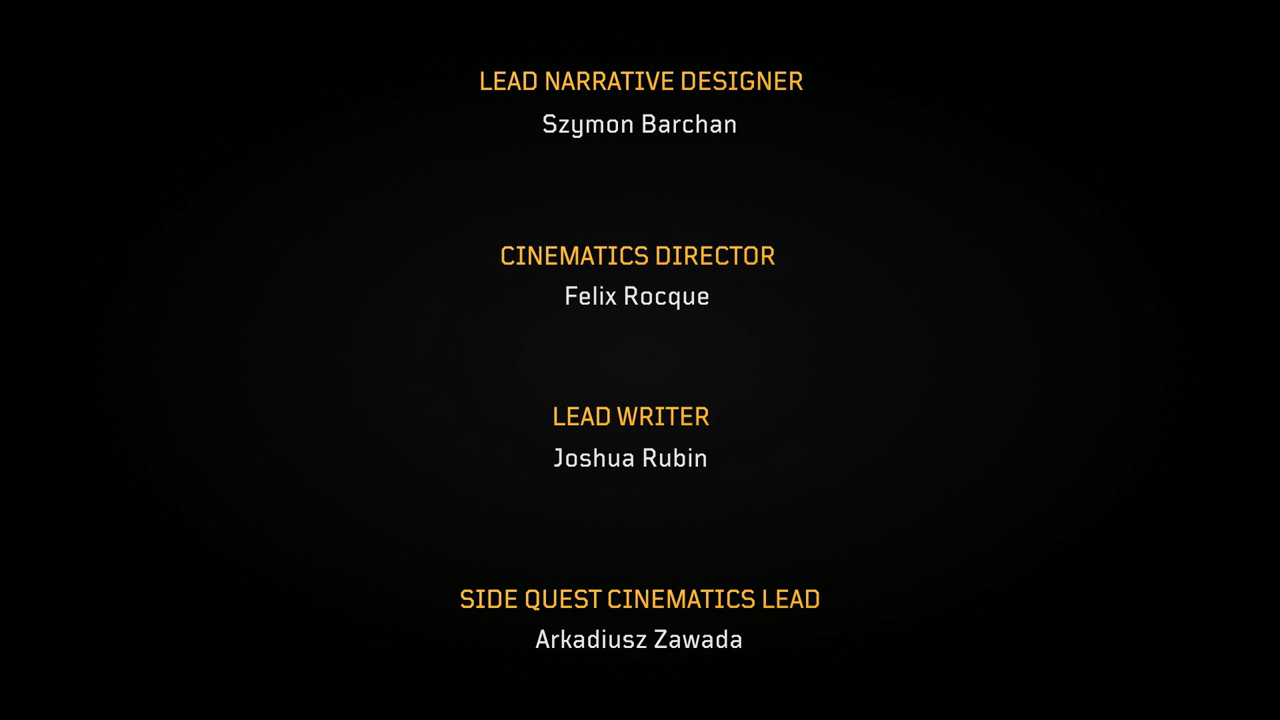 LEAD NARRATIVE DESIGNER
Szymon Barchan
CINEMATICS DIRECTOR
Felix Rocque
LEAD WRITER
Joshua Rubin
SIDE QUEST CINEMATICS LEAD
Arkadiusz Zawada